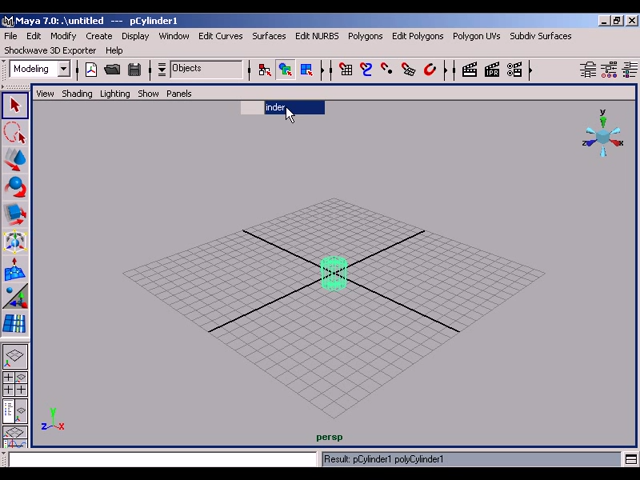 Maya 7.0: .\untitled --- pCylinder1
File Edit Modify Create Display Window Edit Curves Surfaces Edit NURBS Polygons Edit Polygons Polygon UVs Subdiv Surfaces
Shockwave 3D Exporter Help
Modeling Objects IPR
View Shading Lighting Show Panels
inder
y
z x
y
z x
persp
Result: pCylinder1 polyCylinder1